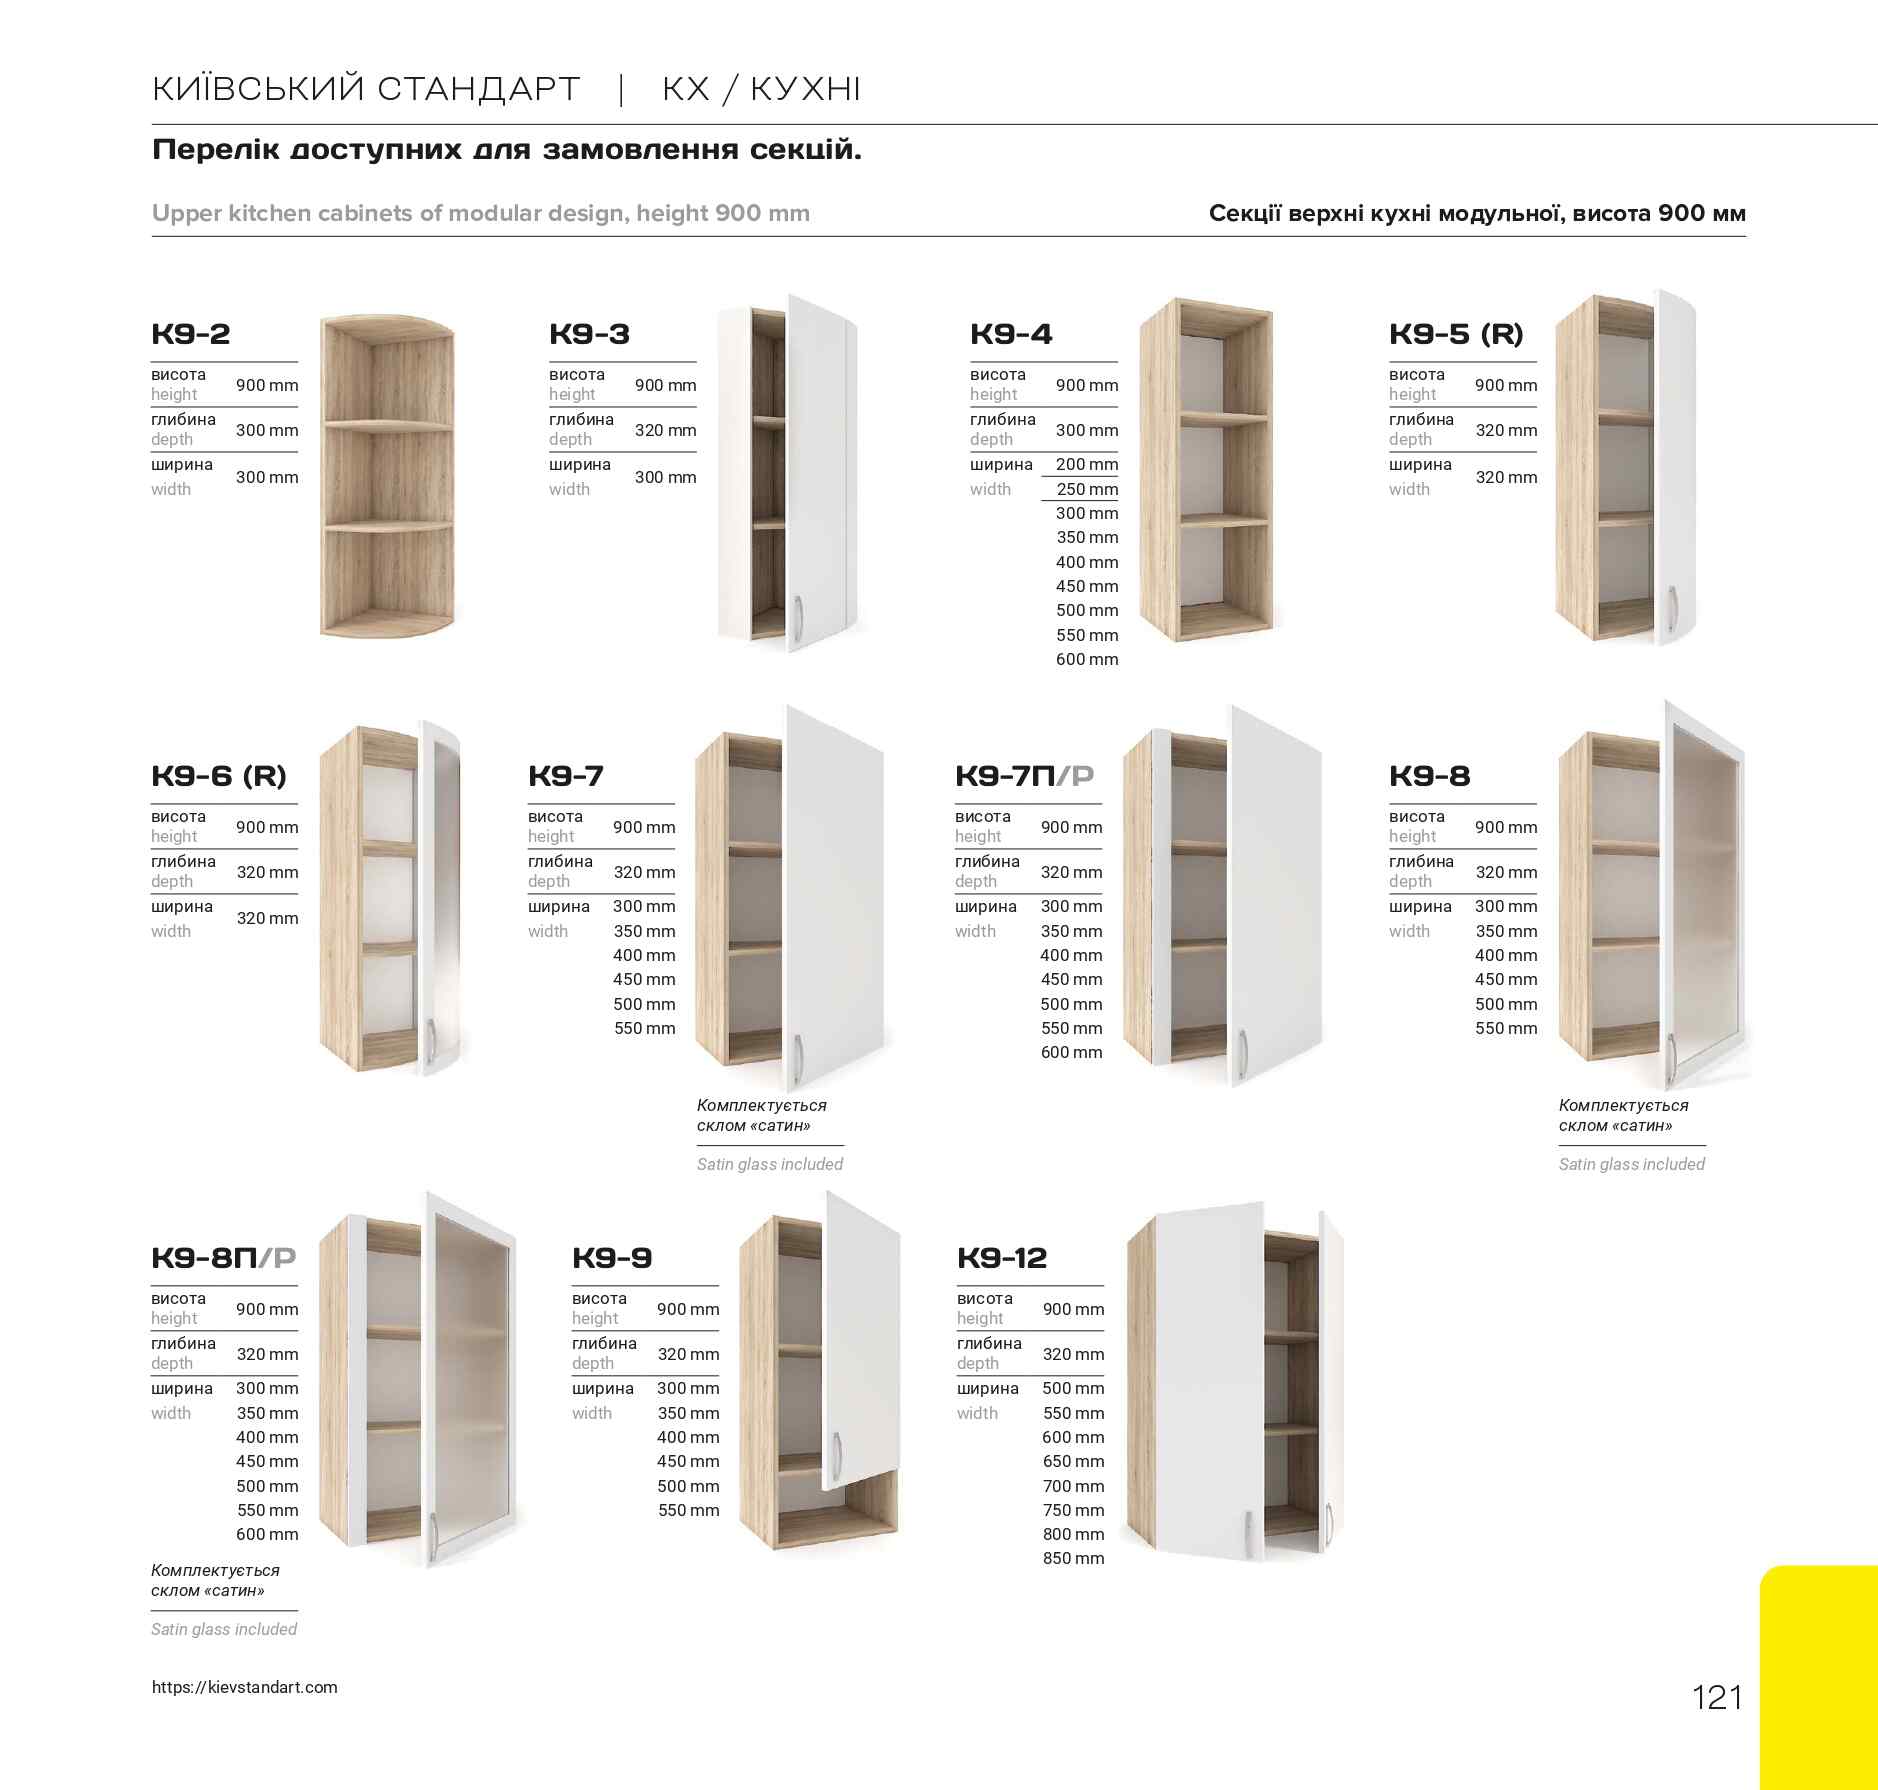 КИЇВСЬКИЙ СТАНДАРТ | КХ / КУХНІ
Перелік доступних для замовлення секцій.
Upper kitchen cabinets of modular design, height 900 mm
Секції верхні кухні модульної, висота 900 мм
К9-2
висота
height
900 mm
глибина
depth
300 mm
ширина
width
300 mm
К9-3
висота
height
900 mm
глибина
depth
320 mm
ширина
width
300 mm
К9-4
висота
height
900 mm
глибина
depth
300 mm
ширина
width
200 mm
250 mm
300 mm
350 mm
400 mm
450 mm
500 mm
550 mm
600 mm
К9-5 (R)
висота
height
900 mm
глибина
depth
320 mm
ширина
width
320 mm
К9-6 (R)
висота
height
900 mm
глибина
depth
320 mm
ширина
width
320 mm
К9-7
висота
height
900 mm
глибина
depth
320 mm
ширина
width
300 mm
350 mm
400 mm
450 mm
500 mm
550 mm
Комплектується
склом «сатин»
Satin glass included
К9-7П/P
висота
height
900 mm
глибина
depth
320 mm
ширина
width
300 mm
350 mm
400 mm
450 mm
500 mm
550 mm
600 mm
К9-8
висота
height
900 mm
глибина
depth
320 mm
ширина
width
300 mm
350 mm
400 mm
450 mm
500 mm
550 mm
Комплектується
склом «сатин»
Satin glass included
К9-8П/P
висота
height
900 mm
глибина
depth
320 mm
ширина
width
300 mm
350 mm
400 mm
450 mm
500 mm
550 mm
600 mm
Комплектується
склом «сатин»
Satin glass included
К9-9
висота
height
900 mm
глибина
depth
320 mm
ширина
width
300 mm
350 mm
400 mm
450 mm
500 mm
550 mm
К9-12
висота
height
900 mm
глибина
depth
320 mm
ширина
width
500 mm
550 mm
600 mm
650 mm
700 mm
750 mm
800 mm
850 mm
https://kievstandart.com
121